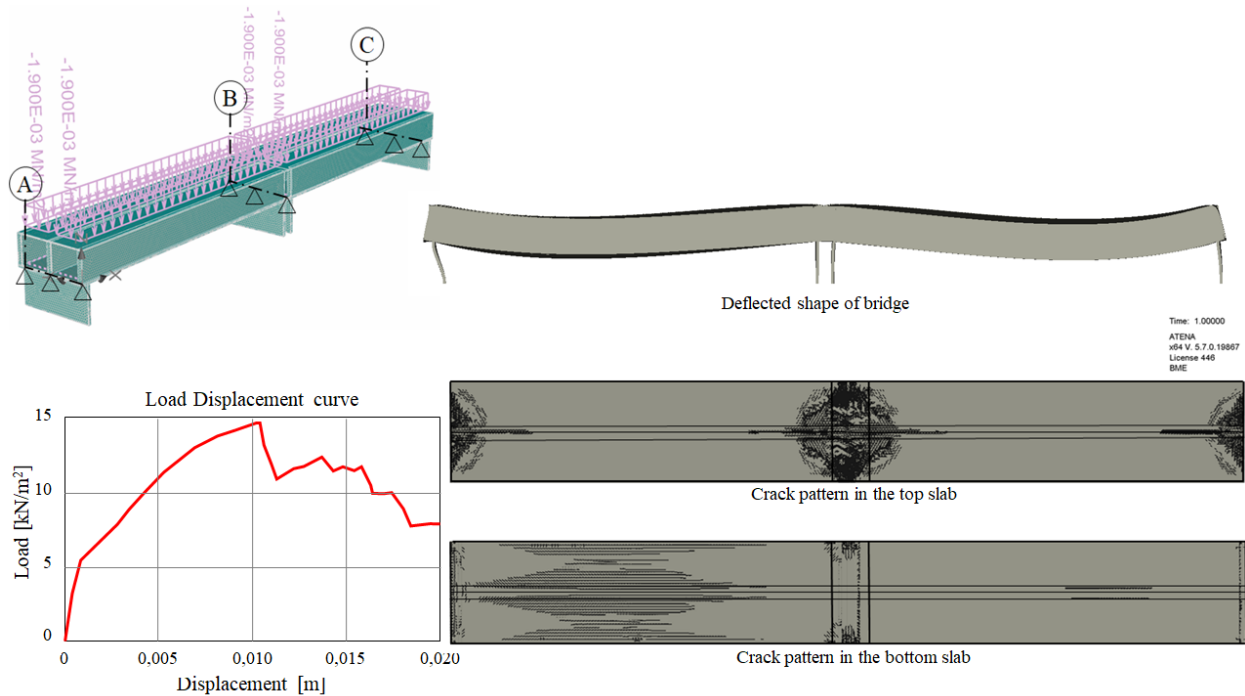 -1.900E-03 MN/m
-1.900E-03 MN/m
-1.900E-03 MN/m
-1.900E-03 MN/m
A
B
C
Deflected shape of bridge
Time: 1.00000
ATENA
x64 V. 5.7.0.19867
License 446
BME
Load Displacement curve
Load [kN/m²]
15
10
5
0
0 0,005 0,010 0,015 0,020
Displacement [m]
Crack pattern in the top slab
Crack pattern in the bottom slab